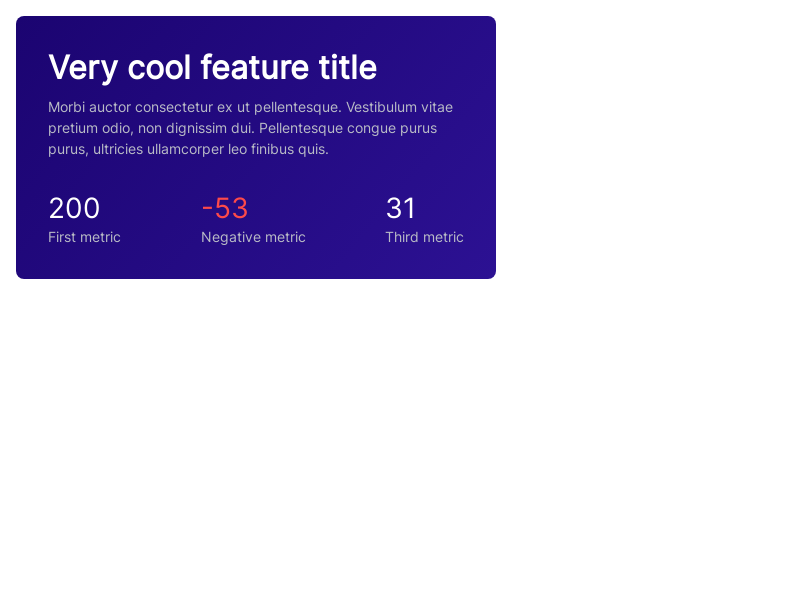 Very cool feature title
Morbi auctor consectetur ex ut pellentesque. Vestibulum vitae
pretium odio, non dignissim dui. Pellentesque congue purus
purus, ultricies ullamcorper leo finibus quis.
200 -53 31
First metric Negative metric Third metric